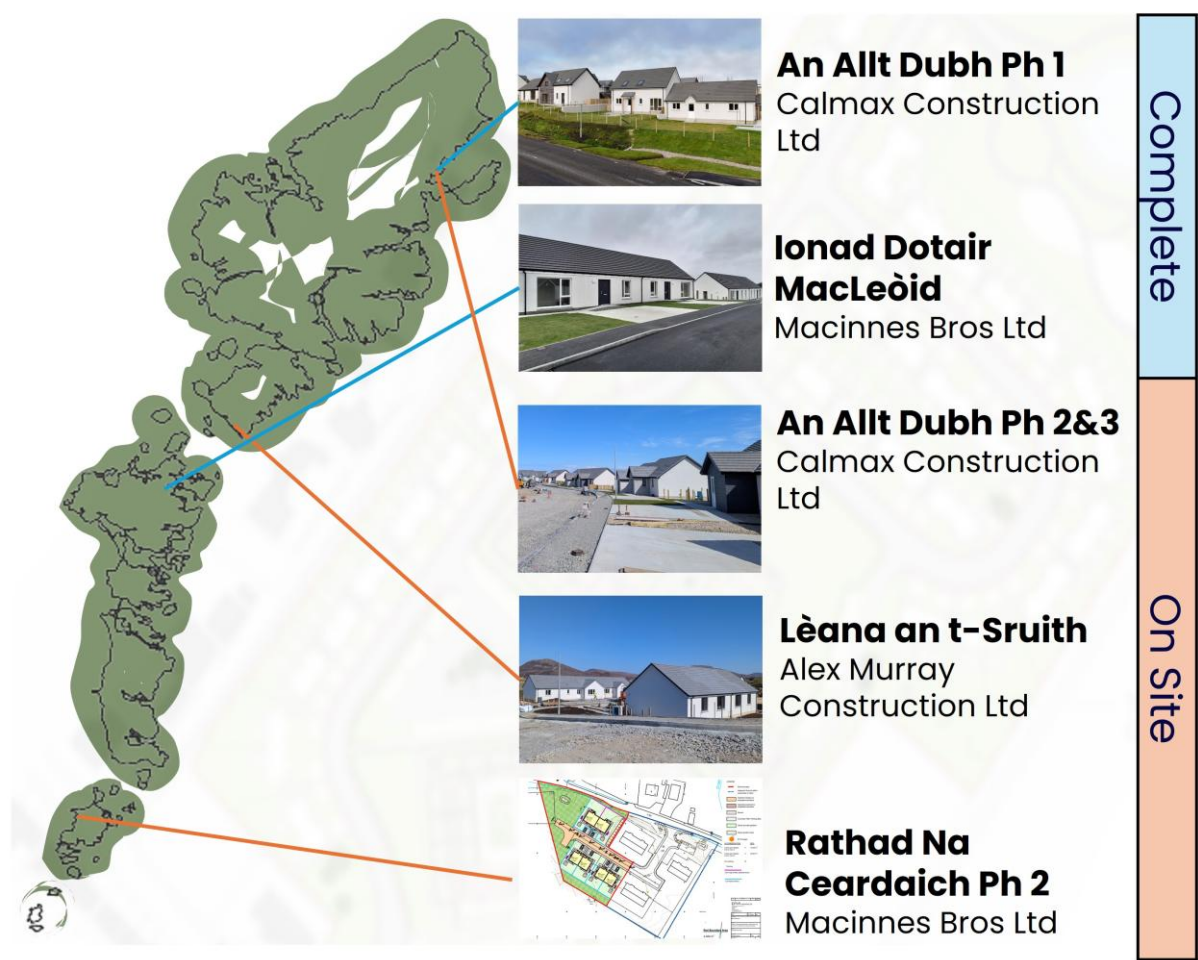 An Allt Dubh Ph 1
Calmax Construction
Ltd
Ionad Dotair
MacLeòid
Macinnes Bros Ltd
An Allt Dubh Ph 2&3
Calmax Construction
Ltd
Lèana an t-Sruith
Alex Murray
Construction Ltd
Rathad Na
Ceardaich Ph 2
Macinnes Bros Ltd
Complete
On Site